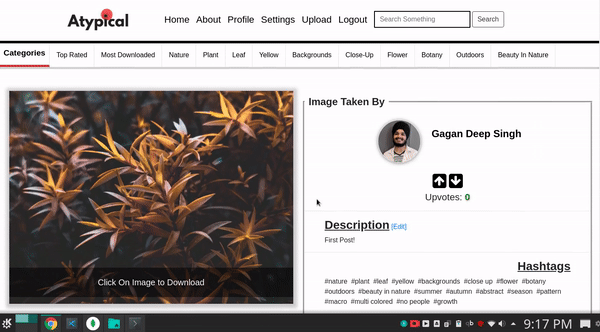 Atypical
Home About Profile Settings Upload Logout Search Something Search
Categories Top Rated Most Downloaded Nature Plant Leaf Yellow Backgrounds Close-Up Flower Botany Outdoors Beauty In Nature
Image Taken By
Gagan Deep Singh
Upvotes: 0
Description [Edit]
First Post!
Click On Image to Download
Hashtags
#nature #plant #leaf #yellow #backgrounds #close up #flower #botany
#outdoors #beauty in nature #summer #autumn #abstract #season #pattern
#macro #multi colored #no people #growth
9:17 PM